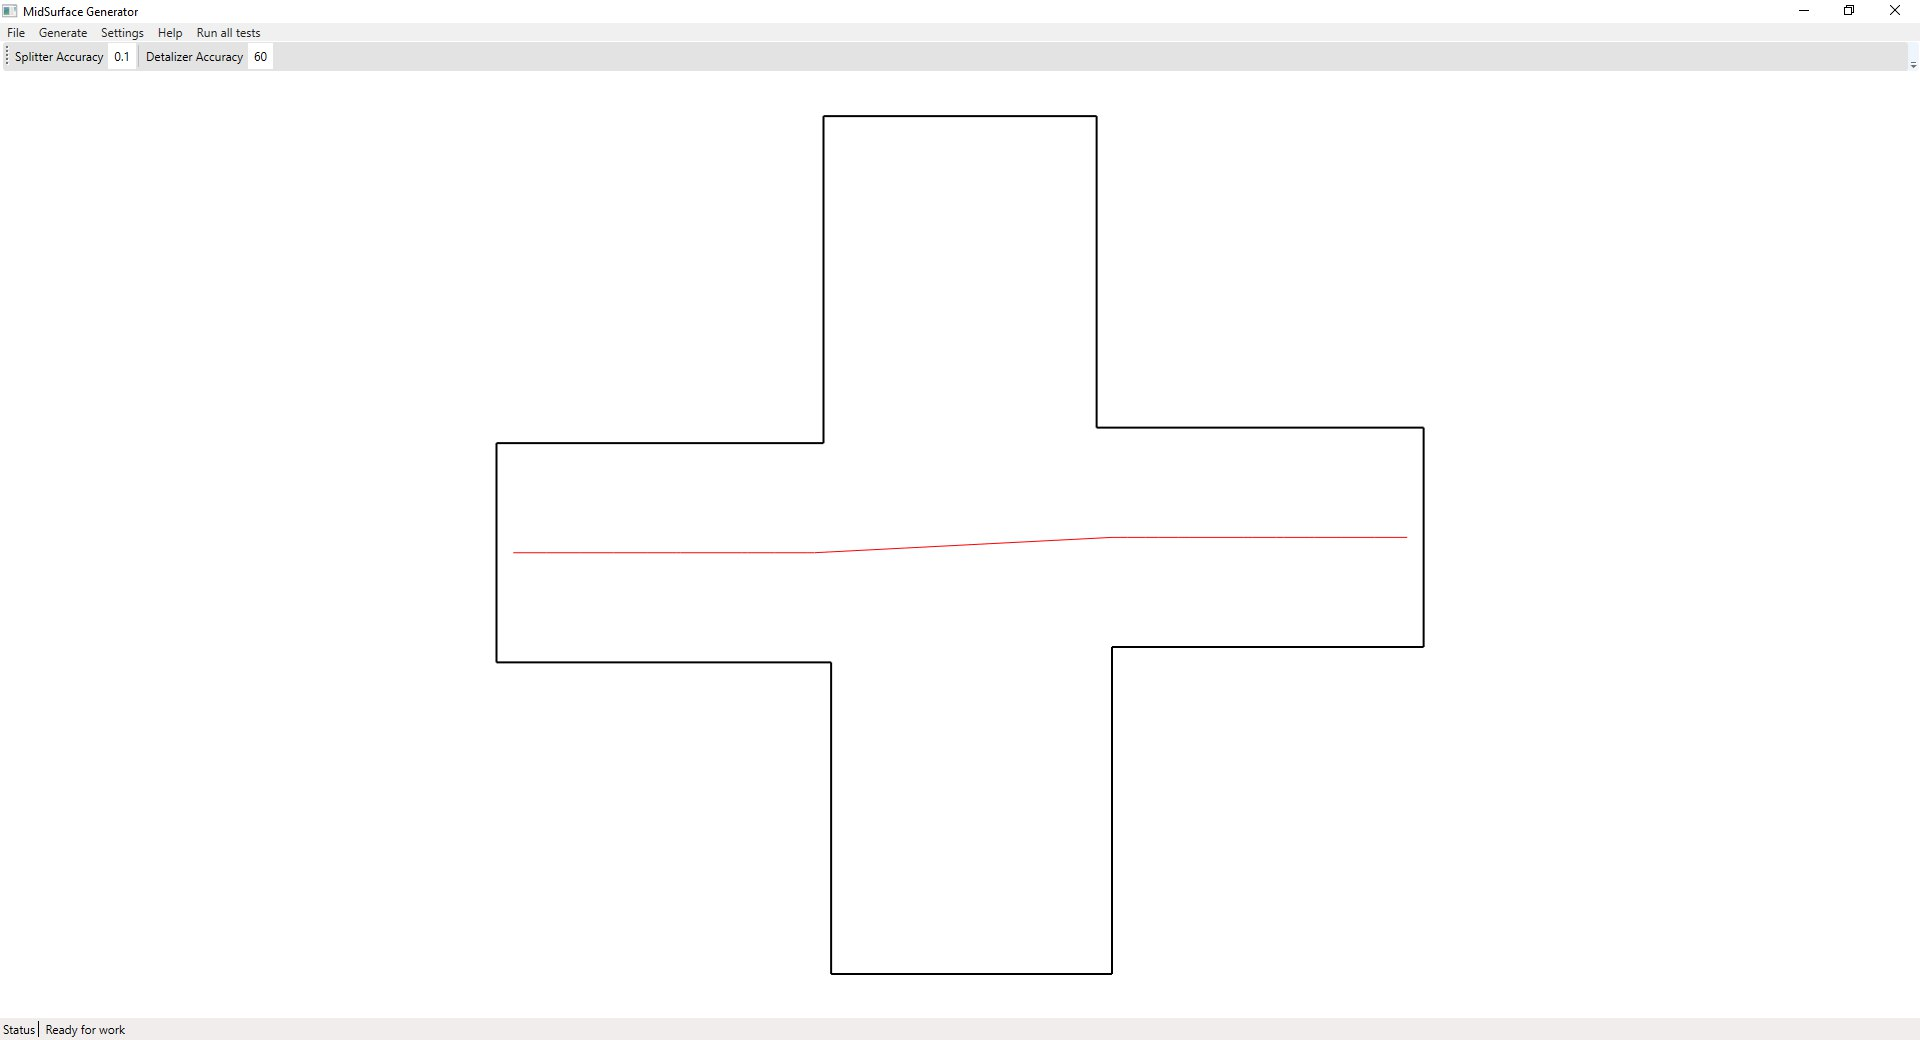 MidSurface Generator
File Generate Settings Help Run all tests
Splitter Accuracy 0.1 Detalizer Accuracy 60
Status Ready for work